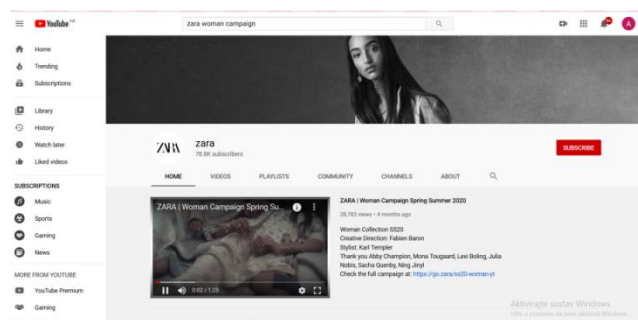 YouTube HR
zara woman campaign
A
Home
Trending
Subscriptions
Library
History
Watch later
Liked videos
SUBSCRIPTIONS
Music
Sports
Gaming
News
MORE FROM YOUTUBE
YouTube Premium
Gaming
ZARA
zara
78.8K subscribers
SUBSCRIBE
HOME VIDEOS PLAYLISTS COMMUNITY CHANNELS ABOUT
ZARA | Woman Campaign Spring Su...
0:02 / 1:25
ZARA | Woman Campaign Spring Summer 2020
4 months ago
Woman Collection SS20
Creative Direction: Fabien Baron
Stylist: Karl Templer
Thank you Abby Champion, Mona Tougaard, Lexi Boling, Julia
Nobis, Sacha Quenby, Ning Jinyi
Check the full campaign at: https://go.zara/ss20-woman-yt
Aktivirajte sustav Windows